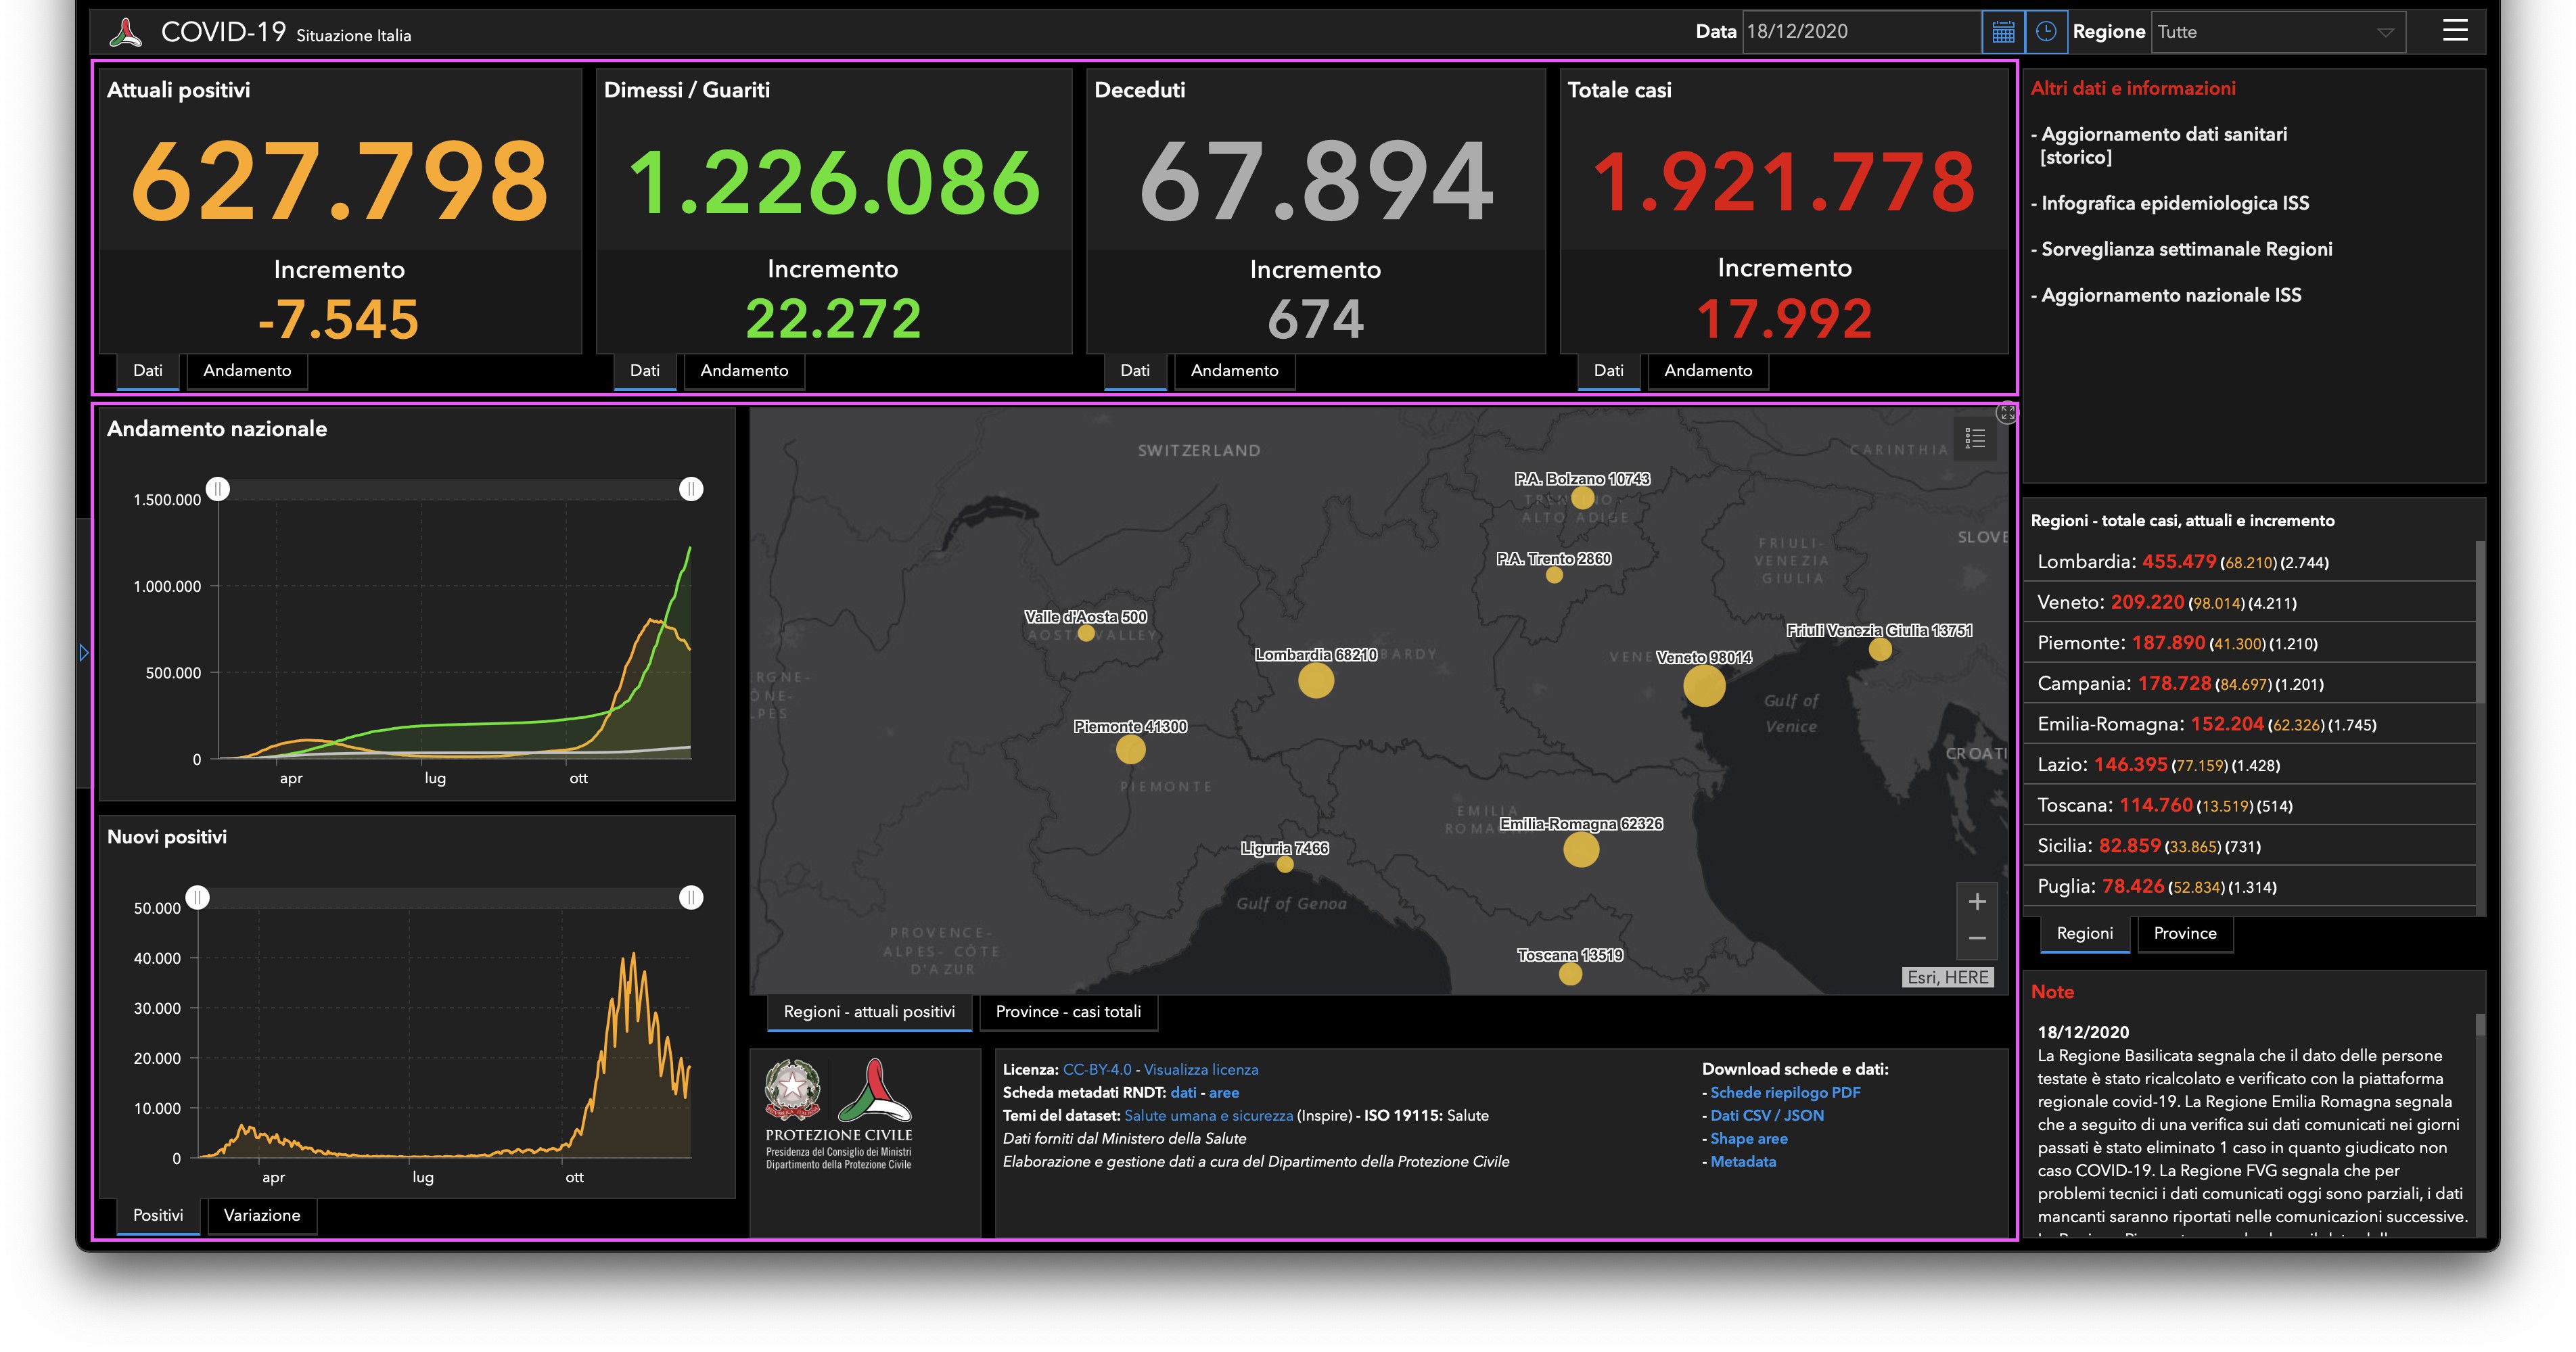 COVID-19 Situazione Italia
Data 18/12/2020
Regione Tutte
Attuali positivi
627.798
Incremento
-7.545
Dati Andamento
Dimessi / Guariti
1.226.086
Incremento
22.272
Dati Andamento
Deceduti
67.894
Incremento
674
Dati Andamento
Totale casi
1.921.778
Incremento
17.992
Dati Andamento
Altri dati e informazioni
- Aggiornamento dati sanitari
[storico]
- Infografica epidemiologica ISS
- Sorveglianza settimanale Regioni
- Aggiornamento nazionale ISS
Andamento nazionale
1.500.000
1.000.000
500.000
0
apr lug ott
Nuovi positivi
50.000
40.000
30.000
20.000
10.000
0
apr lug ott
Positivi Variazione
SWITZERLAND
CARINTHIA
P.A. Bolzano 10743
ALTO ADIGE
P.A. Trento 2860
FRIULI-
VENEZIA
GIULIA
SLOVE
Valle d'Aosta 500
AOSTA VALLEY
Friuli Venezia Giulia 13751
Lombardia 68210
BARDY
VENE
Veneto 98014
RGNE-
ÔNE-
LPES
Gulf of
Venice
Piemonte 41300
CROATI
PIEMONTE
EMILIA
Emilia-Romagna 62326
Liguria 7466
Gulf of Genoa
PROVENCE-
ALPES- CÔTE
D'AZUR
Toscana 13519
Esri, HERE
Regioni - attuali positivi Province - casi totali
PROTEZIONE CIVILE
Presidenza del Consiglio dei Ministri
Dipartimento della Protezione Civile
Licenza: CC-BY-4.0 - Visualizza licenza
Scheda metadati RNDT: dati - aree
Temi del dataset: Salute umana e sicurezza (Inspire) - ISO 19115: Salute
Dati forniti dal Ministero della Salute
Elaborazione e gestione dati a cura del Dipartimento della Protezione Civile
Download schede e dati:
- Schede riepilogo PDF
- Dati CSV / JSON
- Shape aree
- Metadata
Regioni - totale casi, attuali e incremento
Lombardia: 455.479 (68.210) (2.744)
Veneto: 209.220 (98.014) (4.211)
Piemonte: 187.890 (41.300) (1.210)
Campania: 178.728 (84.697) (1.201)
Emilia-Romagna: 152.204 (62.326) (1.745)
Lazio: 146.395 (77.159) (1.428)
Toscana: 114.760 (13.519) (514)
Sicilia: 82.859 (33.865) (731)
Puglia: 78.426 (52.834) (1.314)
Regioni Province
Note
18/12/2020
La Regione Basilicata segnala che il dato delle persone
testate è stato ricalcolato e verificato con la piattaforma
regionale covid-19. La Regione Emilia Romagna segnala
che a seguito di una verifica sui dati comunicati nei giorni
passati è stato eliminato 1 caso in quanto giudicato non
caso COVID-19. La Regione FVG segnala che per
problemi tecnici i dati comunicati oggi sono parziali, i dati
mancanti saranno riportati nelle comunicazioni successive.